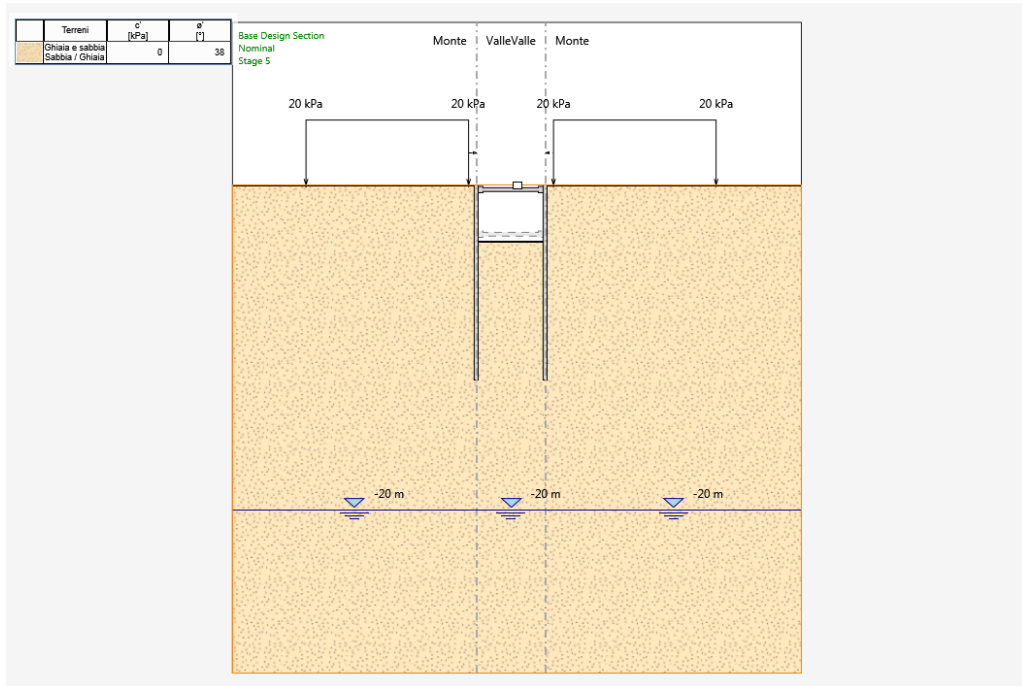 Terreni c' ø'
[kPa] [°]
Ghiaia e sabbia 0 38
Sabbia / Ghiaia
Base Design Section
Nominal
Stage 5
Monte ValleValle Monte
20 kPa 20 kPa 20 kPa 20 kPa
-20 m -20 m -20 m